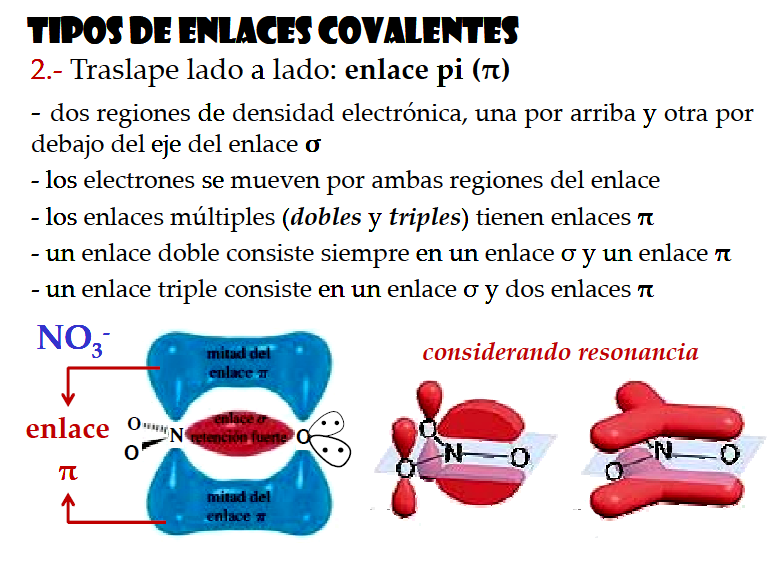 TIPOS DE ENLACES COVALENTES
2.- Traslape lado a lado: enlace pi (π)
- dos regiones de densidad electrónica, una por arriba y otra por
debajo del eje del enlace σ
- los electrones se mueven por ambas regiones del enlace
- los enlaces múltiples (dobles y triples) tienen enlaces π
- un enlace doble consiste siempre en un enlace σ y un enlace π
- un enlace triple consiste en un enlace σ y dos enlaces π
NO₃⁻
enlace
π
mitad del
enlace π
O
O
N
enlace σ
retención fuerte
O
mitad del
enlace π
considerando resonancia
O
O
N
O
N
O
O